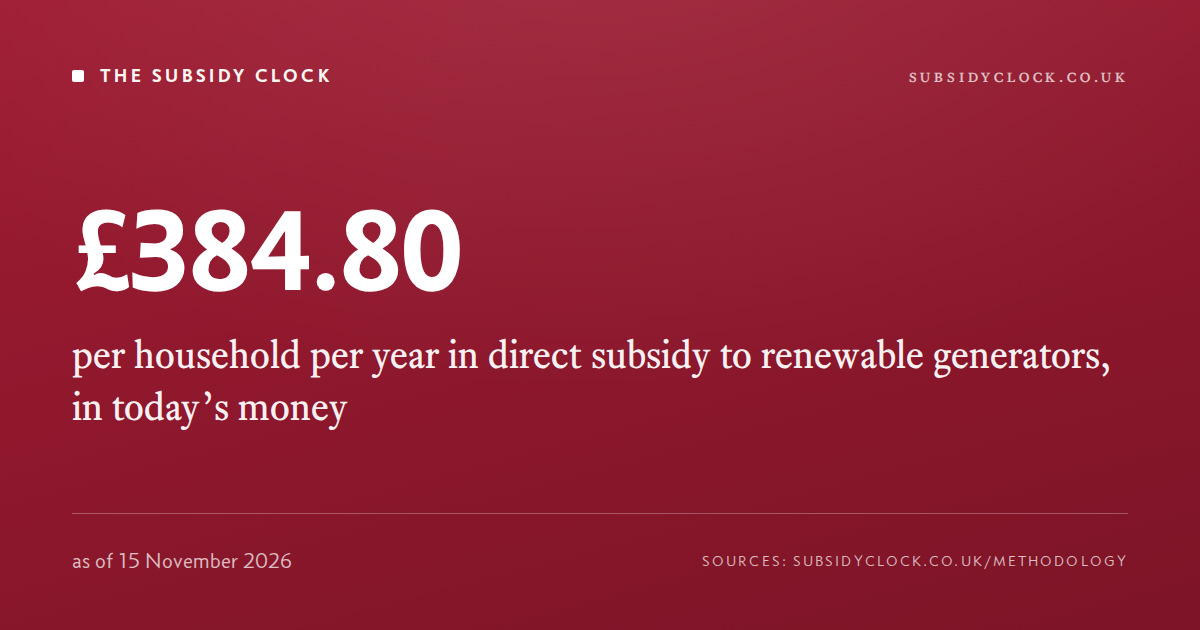 THE SUBSIDY CLOCK
SUBSIDYCLOCK.CO.UK
£384.80
per household per year in direct subsidy to renewable generators,
in today’s money
as of 15 November 2026
SOURCES: SUBSIDYCLOCK.CO.UK/METHODOLOGY